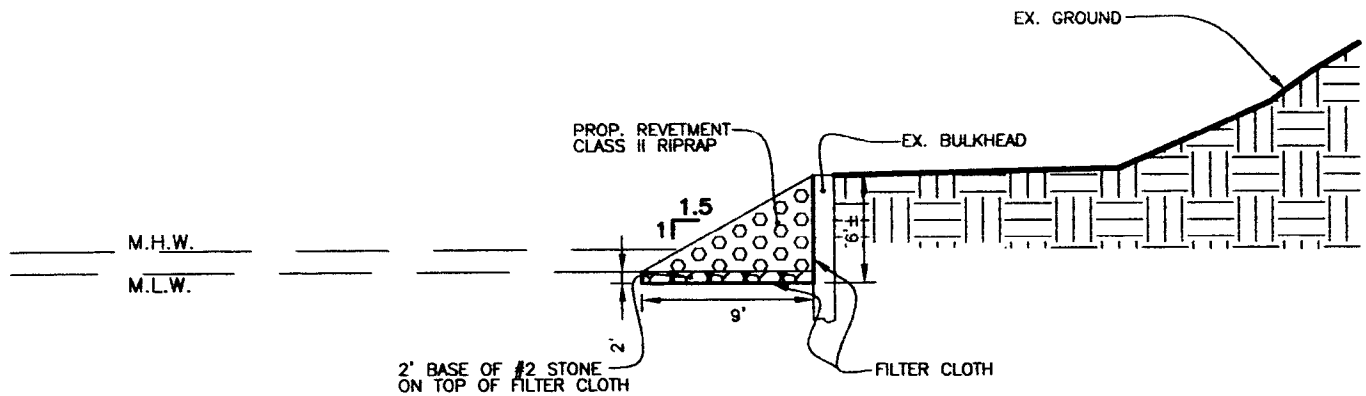 EX. GROUND
PROP. REVETMENT
CLASS II RIPRAP
EX. BULKHEAD
1.5
1
6'±
M.H.W.
M.L.W.
9'
2'
2' BASE OF #2 STONE
ON TOP OF FILTER CLOTH
FILTER CLOTH